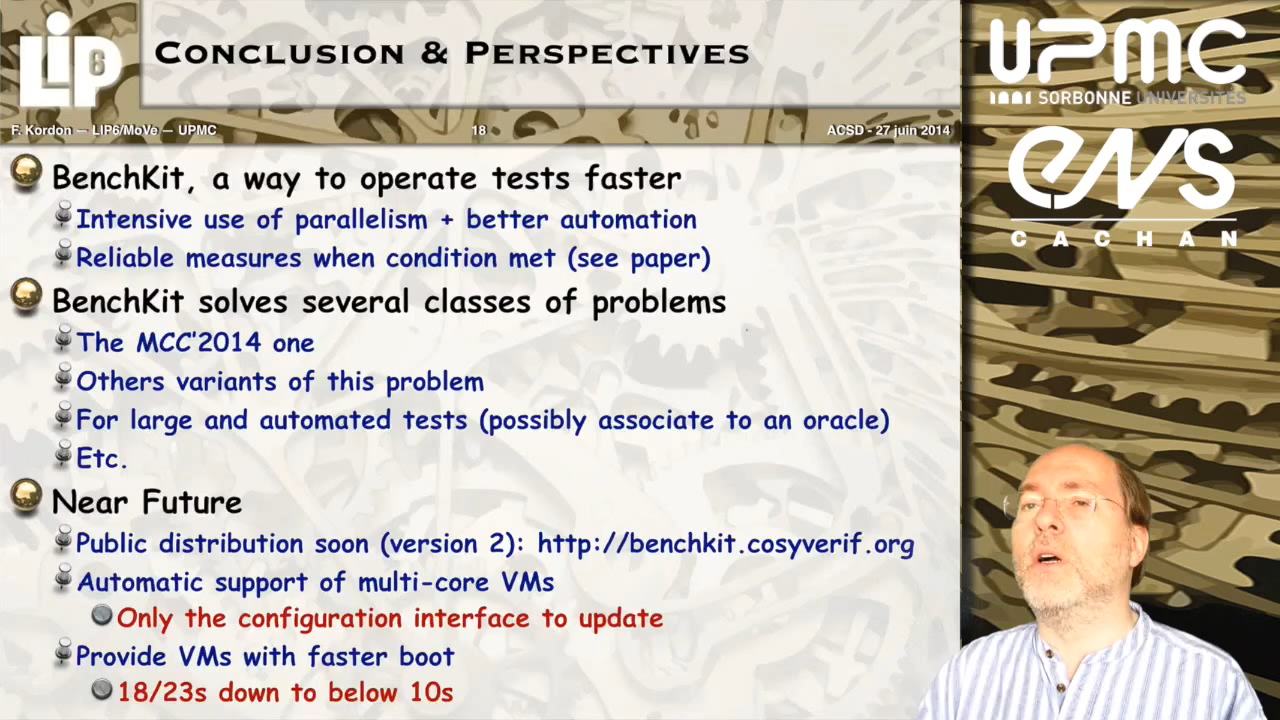 LIP6
CONCLUSION & PERSPECTIVES
F. Kordon — LIP6/MoVe — UPMC
18
ACSD - 27 juin 2014
BenchKit, a way to operate tests faster
Intensive use of parallelism + better automation
Reliable measures when condition met (see paper)
BenchKit solves several classes of problems
The MCC'2014 one
Others variants of this problem
For large and automated tests (possibly associate to an oracle)
Etc.
Near Future
Public distribution soon (version 2): http://benchkit.cosyverif.org
Automatic support of multi-core VMs
Only the configuration interface to update
Provide VMs with faster boot
18/23s down to below 10s
UPMC
SORBONNE UNIVERSITES
ENS
CACHAN